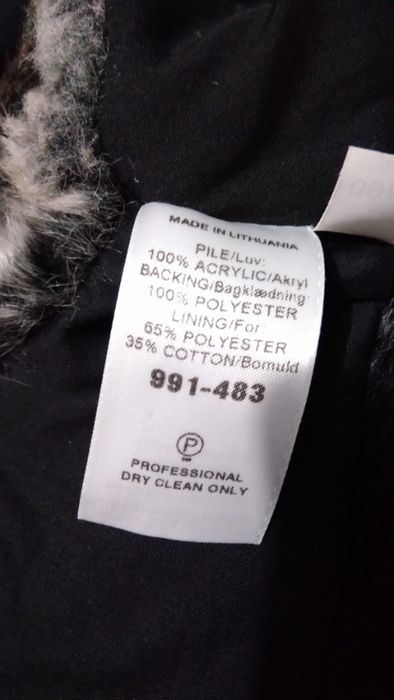 MADE IN LITHUANIA
PILE/Luv:
100% ACRYLIC/Akryl
BACKING/Bagklædning:
100% POLYESTER
LINING/For:
65% POLYESTER
35% COTTON/Bomuld
991-483
P
PROFESSIONAL
DRY CLEAN ONLY